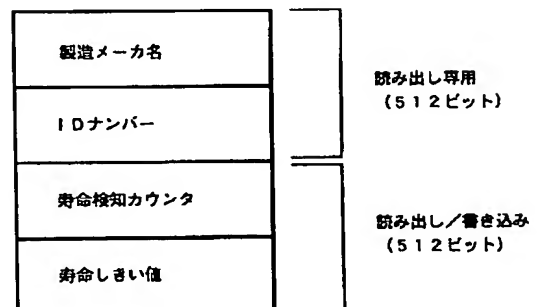 製造メーカ名
IDナンバー
寿命検知カウンタ
寿命しきい値
読み出し専用
(512ビット)
読み出し/書き込み
(512ビット)